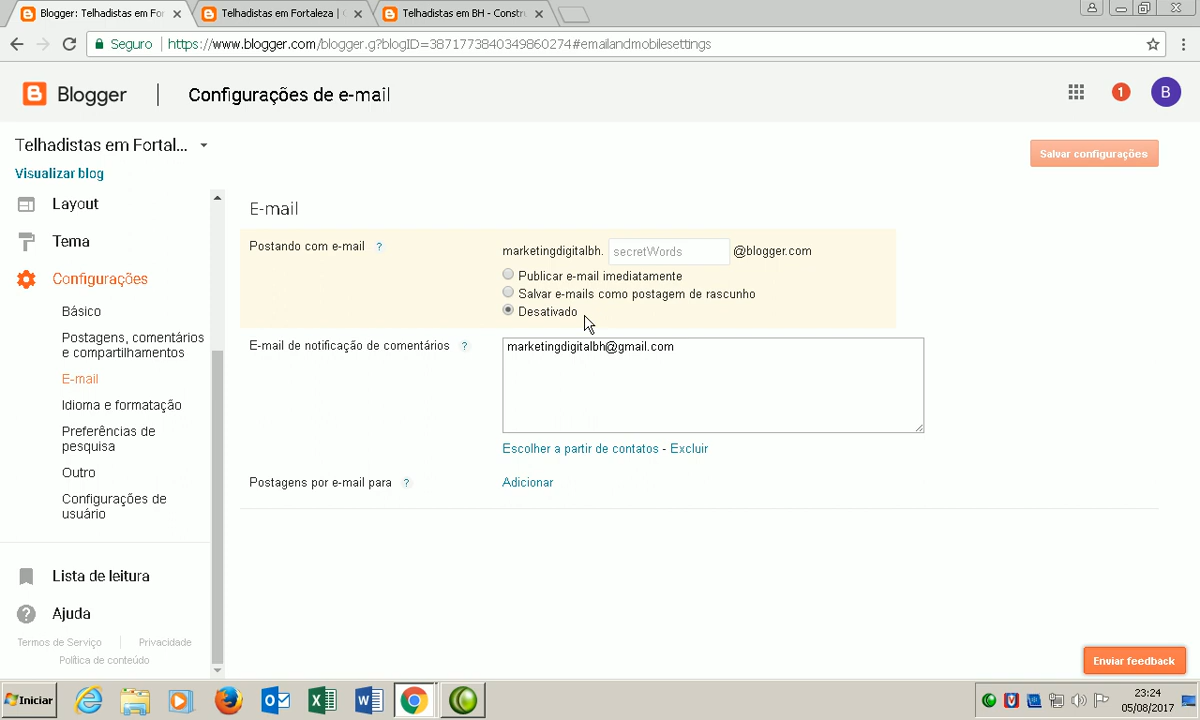 Blogger: Telhadistas em For
Telhadistas em Fortaleza |
Telhadistas em BH - Constru
Seguro
https://www.blogger.com/blogger.g?blogID=3871773840349860274#emailandmobilesettings
Blogger
Configurações de e-mail
1
B
Telhadistas em Fortal...
Salvar configurações
Visualizar blog
Layout
Tema
Configurações
Básico
Postagens, comentários
e compartilhamentos
E-mail
Idioma e formatação
Preferências de
pesquisa
Outro
Configurações de
usuário
Lista de leitura
Ajuda
Termos de Serviço
Privacidade
Política de conteúdo
E-mail
Postando com e-mail ?
marketingdigitalbh. secretWords @blogger.com
Publicar e-mail imediatamente
Salvar e-mails como postagem de rascunho
Desativado
E-mail de notificação de comentários ?
marketingdigitalbh@gmail.com
Escolher a partir de contatos - Excluir
Postagens por e-mail para ?
Adicionar
Enviar feedback
Iniciar
23:24
05/08/2017